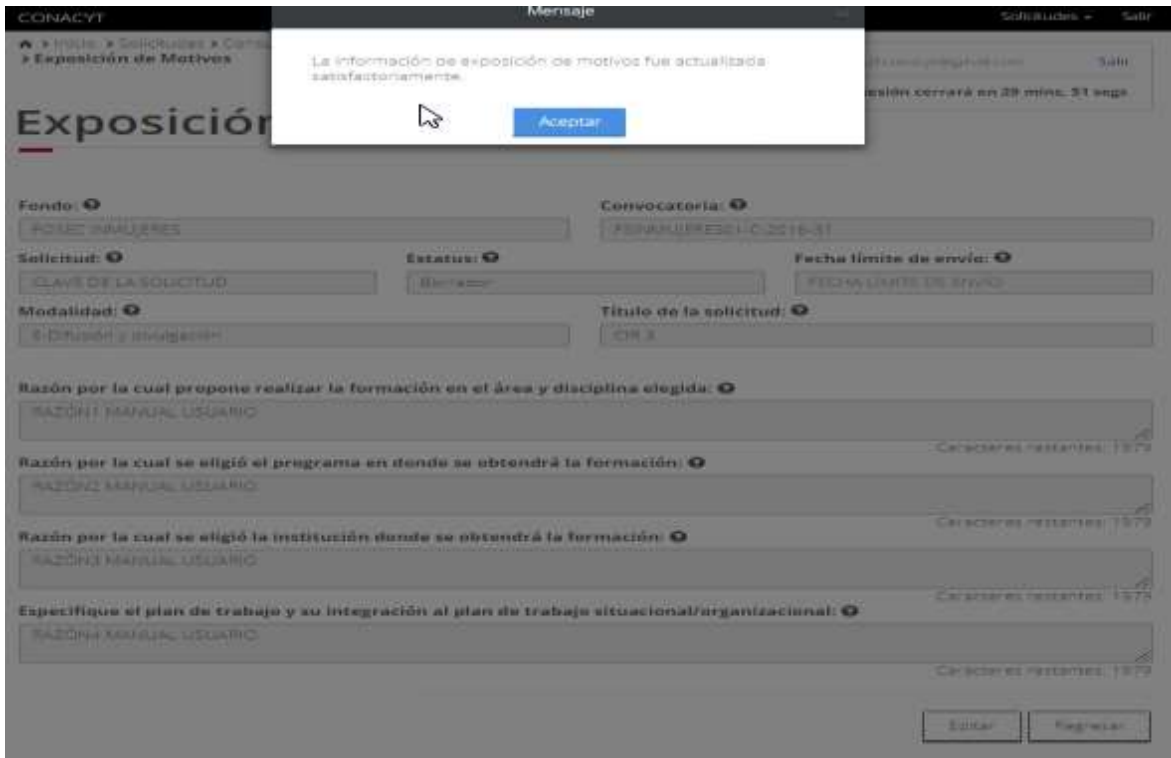 CONACYT
Mensaje
Solicitudes Salir
> Inicio > Solicitudes >
> Exposición de Motivos
La información de exposición de motivos fue actualizada
satisfactoriamente.
Salir
sesión cerrará en 29 mins. 51 segs
Aceptar
Exposición
Fondo:
Convocatoria:
FOSEC INMUJERES
Solicitud:
Estatus:
Fecha límite de envío:
CLAVE DE LA SOLICITUD
Borrador
FECHA LÍMITE DE ENVÍO
Modalidad:
Título de la solicitud:
Difusión y divulgación
Razón por la cual propone realizar la formación en el área y disciplina elegida:
RAZÓN1 MANUAL USUARIO
Caracteres restantes: 1979
Razón por la cual se eligió el programa en donde se obtendrá la formación:
RAZÓN2 MANUAL USUARIO
Caracteres restantes: 1979
Razón por la cual se eligió la institución donde se obtendrá la formación:
RAZÓN3 MANUAL USUARIO
Caracteres restantes: 1979
Especifique el plan de trabajo y su integración al plan de trabajo situacional/organizacional:
RAZÓN4 MANUAL USUARIO
Caracteres restantes: 1979
Editar
Regresar